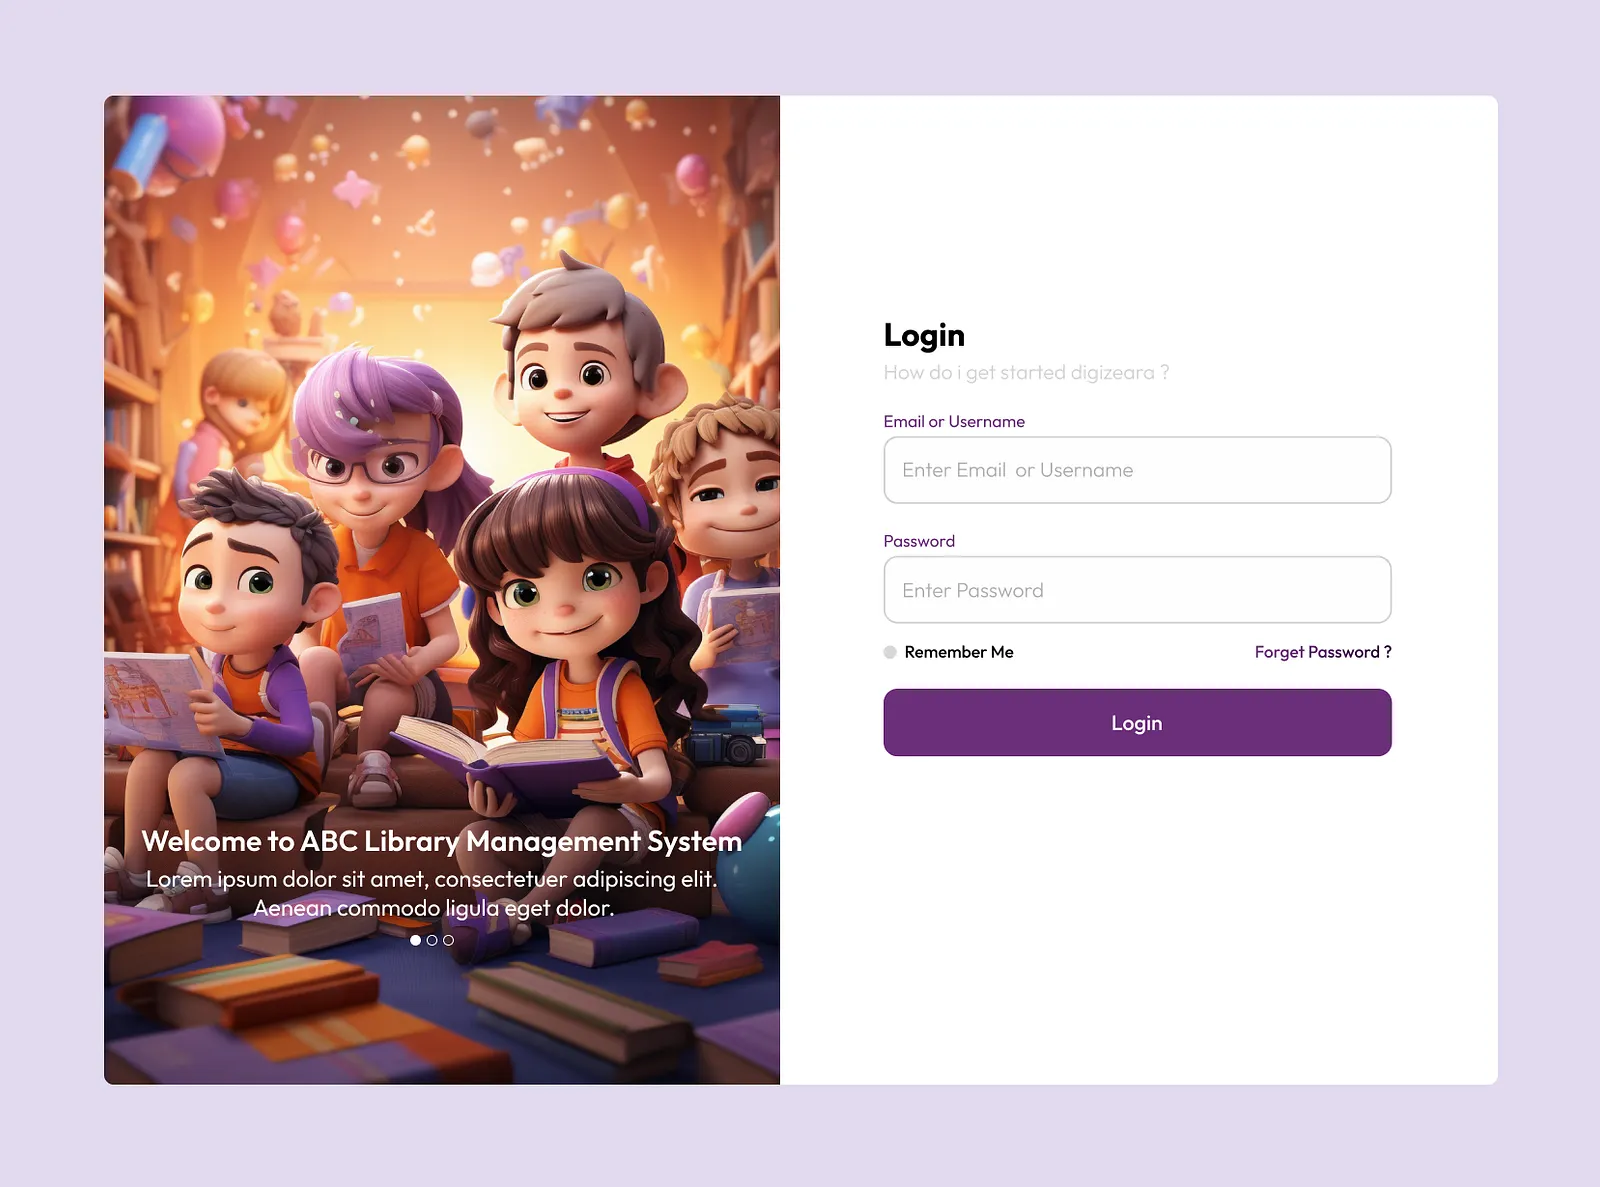 Welcome to ABC Library Management System
Lorem ipsum dolor sit amet, consectetuer adipiscing elit.
Aenean commodo ligula eget dolor.
Login
How do i get started digizeara ?
Email or Username
Enter Email  or Username
Password
Enter Password
Remember Me
Forget Password ?
Login